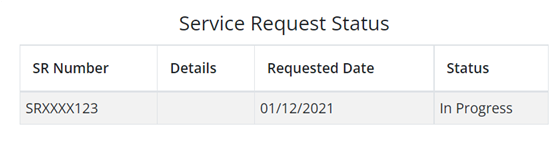 Service Request Status
SR Number Details Requested Date Status
SRXXXX123 01/12/2021 In Progress